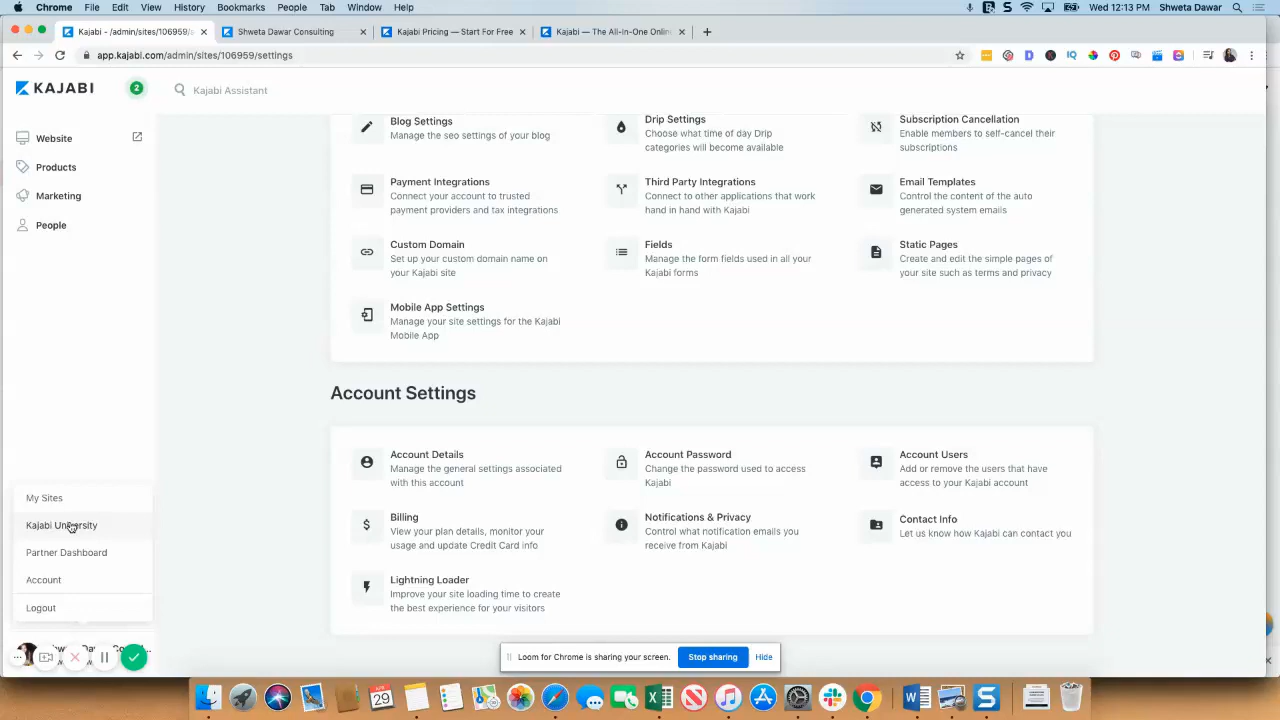 Chrome File Edit View History Bookmarks People Tab Window Help Wed 12:13 PM Shweta Dawar
Kajabi - /admin/sites/106959/s
Shweta Dawar Consulting
Kajabi Pricing — Start For Free
Kajabi — The All-In-One Onlin
app.kajabi.com/admin/sites/106959/settings
KAJABI
2
Kajabi Assistant
Website
Products
Marketing
People
Blog Settings
Manage the seo settings of your blog
Drip Settings
Choose what time of day Drip
categories will become available
Subscription Cancellation
Enable members to self-cancel their
subscriptions
Payment Integrations
Connect your account to trusted
payment providers and tax integrations
Third Party Integrations
Connect to other applications that work
hand in hand with Kajabi
Email Templates
Control the content of the auto
generated system emails
Custom Domain
Set up your custom domain name on
your Kajabi site
Fields
Manage the form fields used in all your
Kajabi forms
Static Pages
Create and edit the simple pages of
your site such as terms and privacy
Mobile App Settings
Manage your site settings for the Kajabi
Mobile App
Account Settings
Account Details
Manage the general settings associated
with this account
Account Password
Change the password used to access
Kajabi
Account Users
Add or remove the users that have
access to your Kajabi account
Billing
View your plan details, monitor your
usage and update Credit Card info
Notifications & Privacy
Control what notification emails you
receive from Kajabi
Contact Info
Let us know how Kajabi can contact you
Lightning Loader
Improve your site loading time to create
the best experience for your visitors
My Sites
Kajabi University
Partner Dashboard
Account
Logout
Loom for Chrome is sharing your screen.
Stop sharing
Hide
APR
29